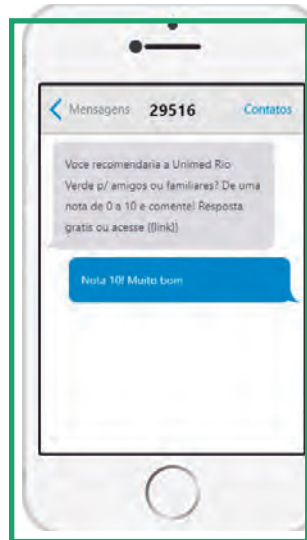 Mensagens 29516 Contatos
Voce recomendaria a Unimed Rio
Verde p/ amigos ou familiares? De uma
nota de 0 a 10 e comente! Resposta
gratis ou acesse {{link}}
Nota 10! Muito bom